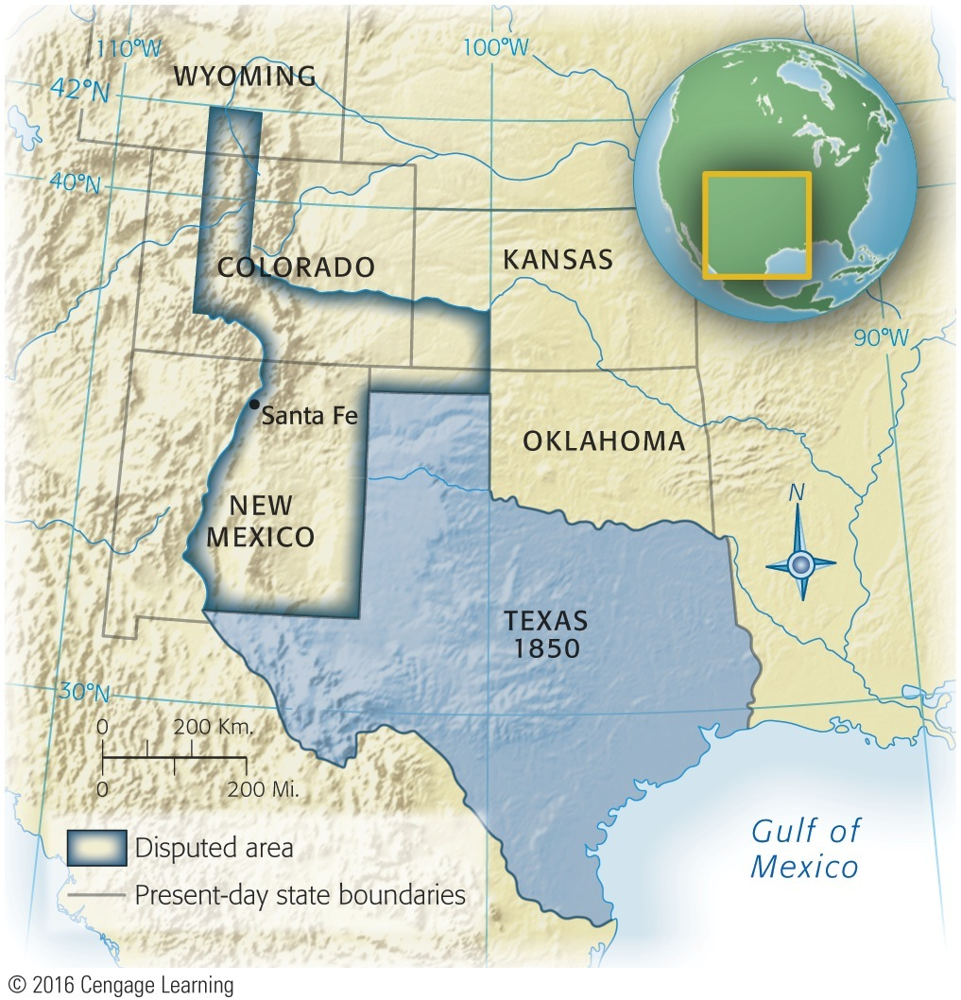 110°W
100°W
WYOMING
42°N
40°N
COLORADO
KANSAS
90°W
Santa Fe
OKLAHOMA
N
NEW
MEXICO
TEXAS
1850
30°N
0 200 Km.
0 200 Mi.
Gulf of
Mexico
Disputed area
Present-day state boundaries
© 2016 Cengage Learning